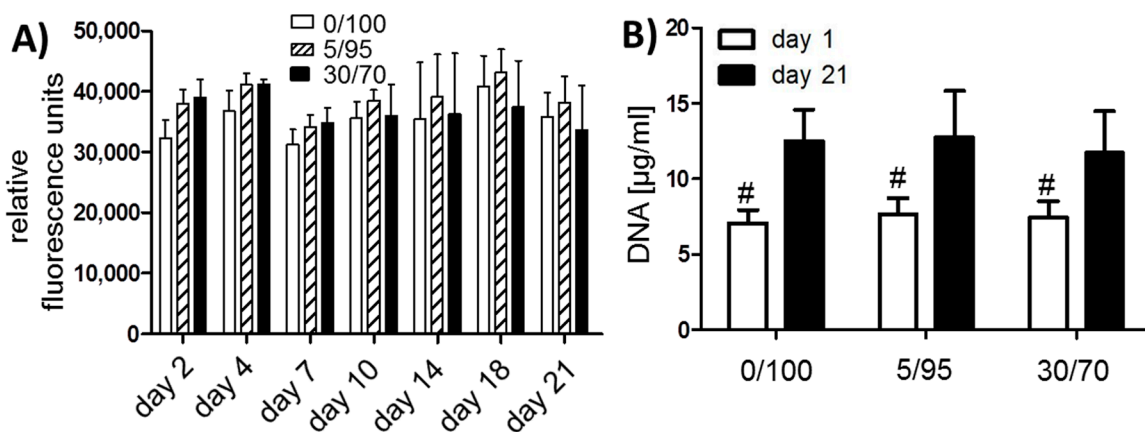 A)
relative
fluorescence units
50,000
40,000
30,000
20,000
10,000
0
0/100
5/95
30/70
day 2
day 4
day 7
day 10
day 14
day 18
day 21
B)
DNA [µg/ml]
20
15
10
5
0
day 1
day 21
#
#
#
0/100
5/95
30/70